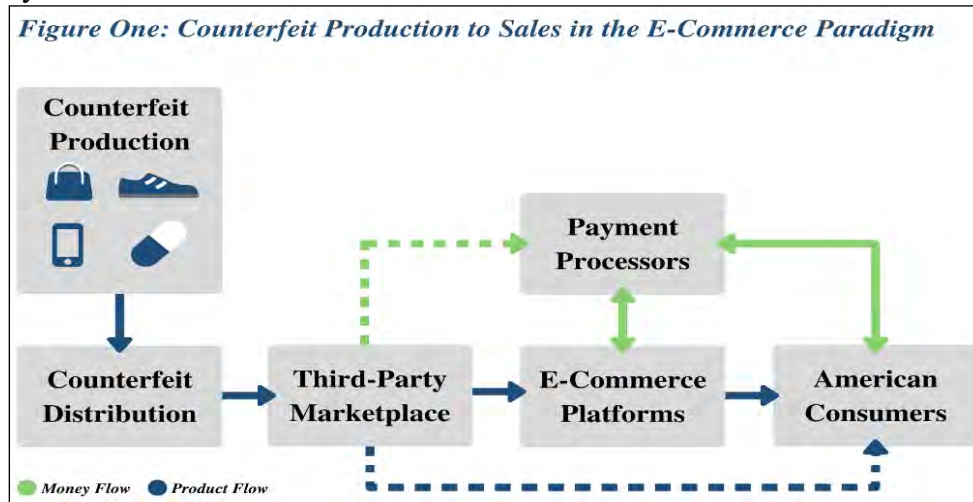 Figure One: Counterfeit Production to Sales in the E-Commerce Paradigm
Counterfeit
Production
Payment
Processors
Counterfeit
Distribution
Third-Party
Marketplace
E-Commerce
Platforms
American
Consumers
Money Flow
Product Flow